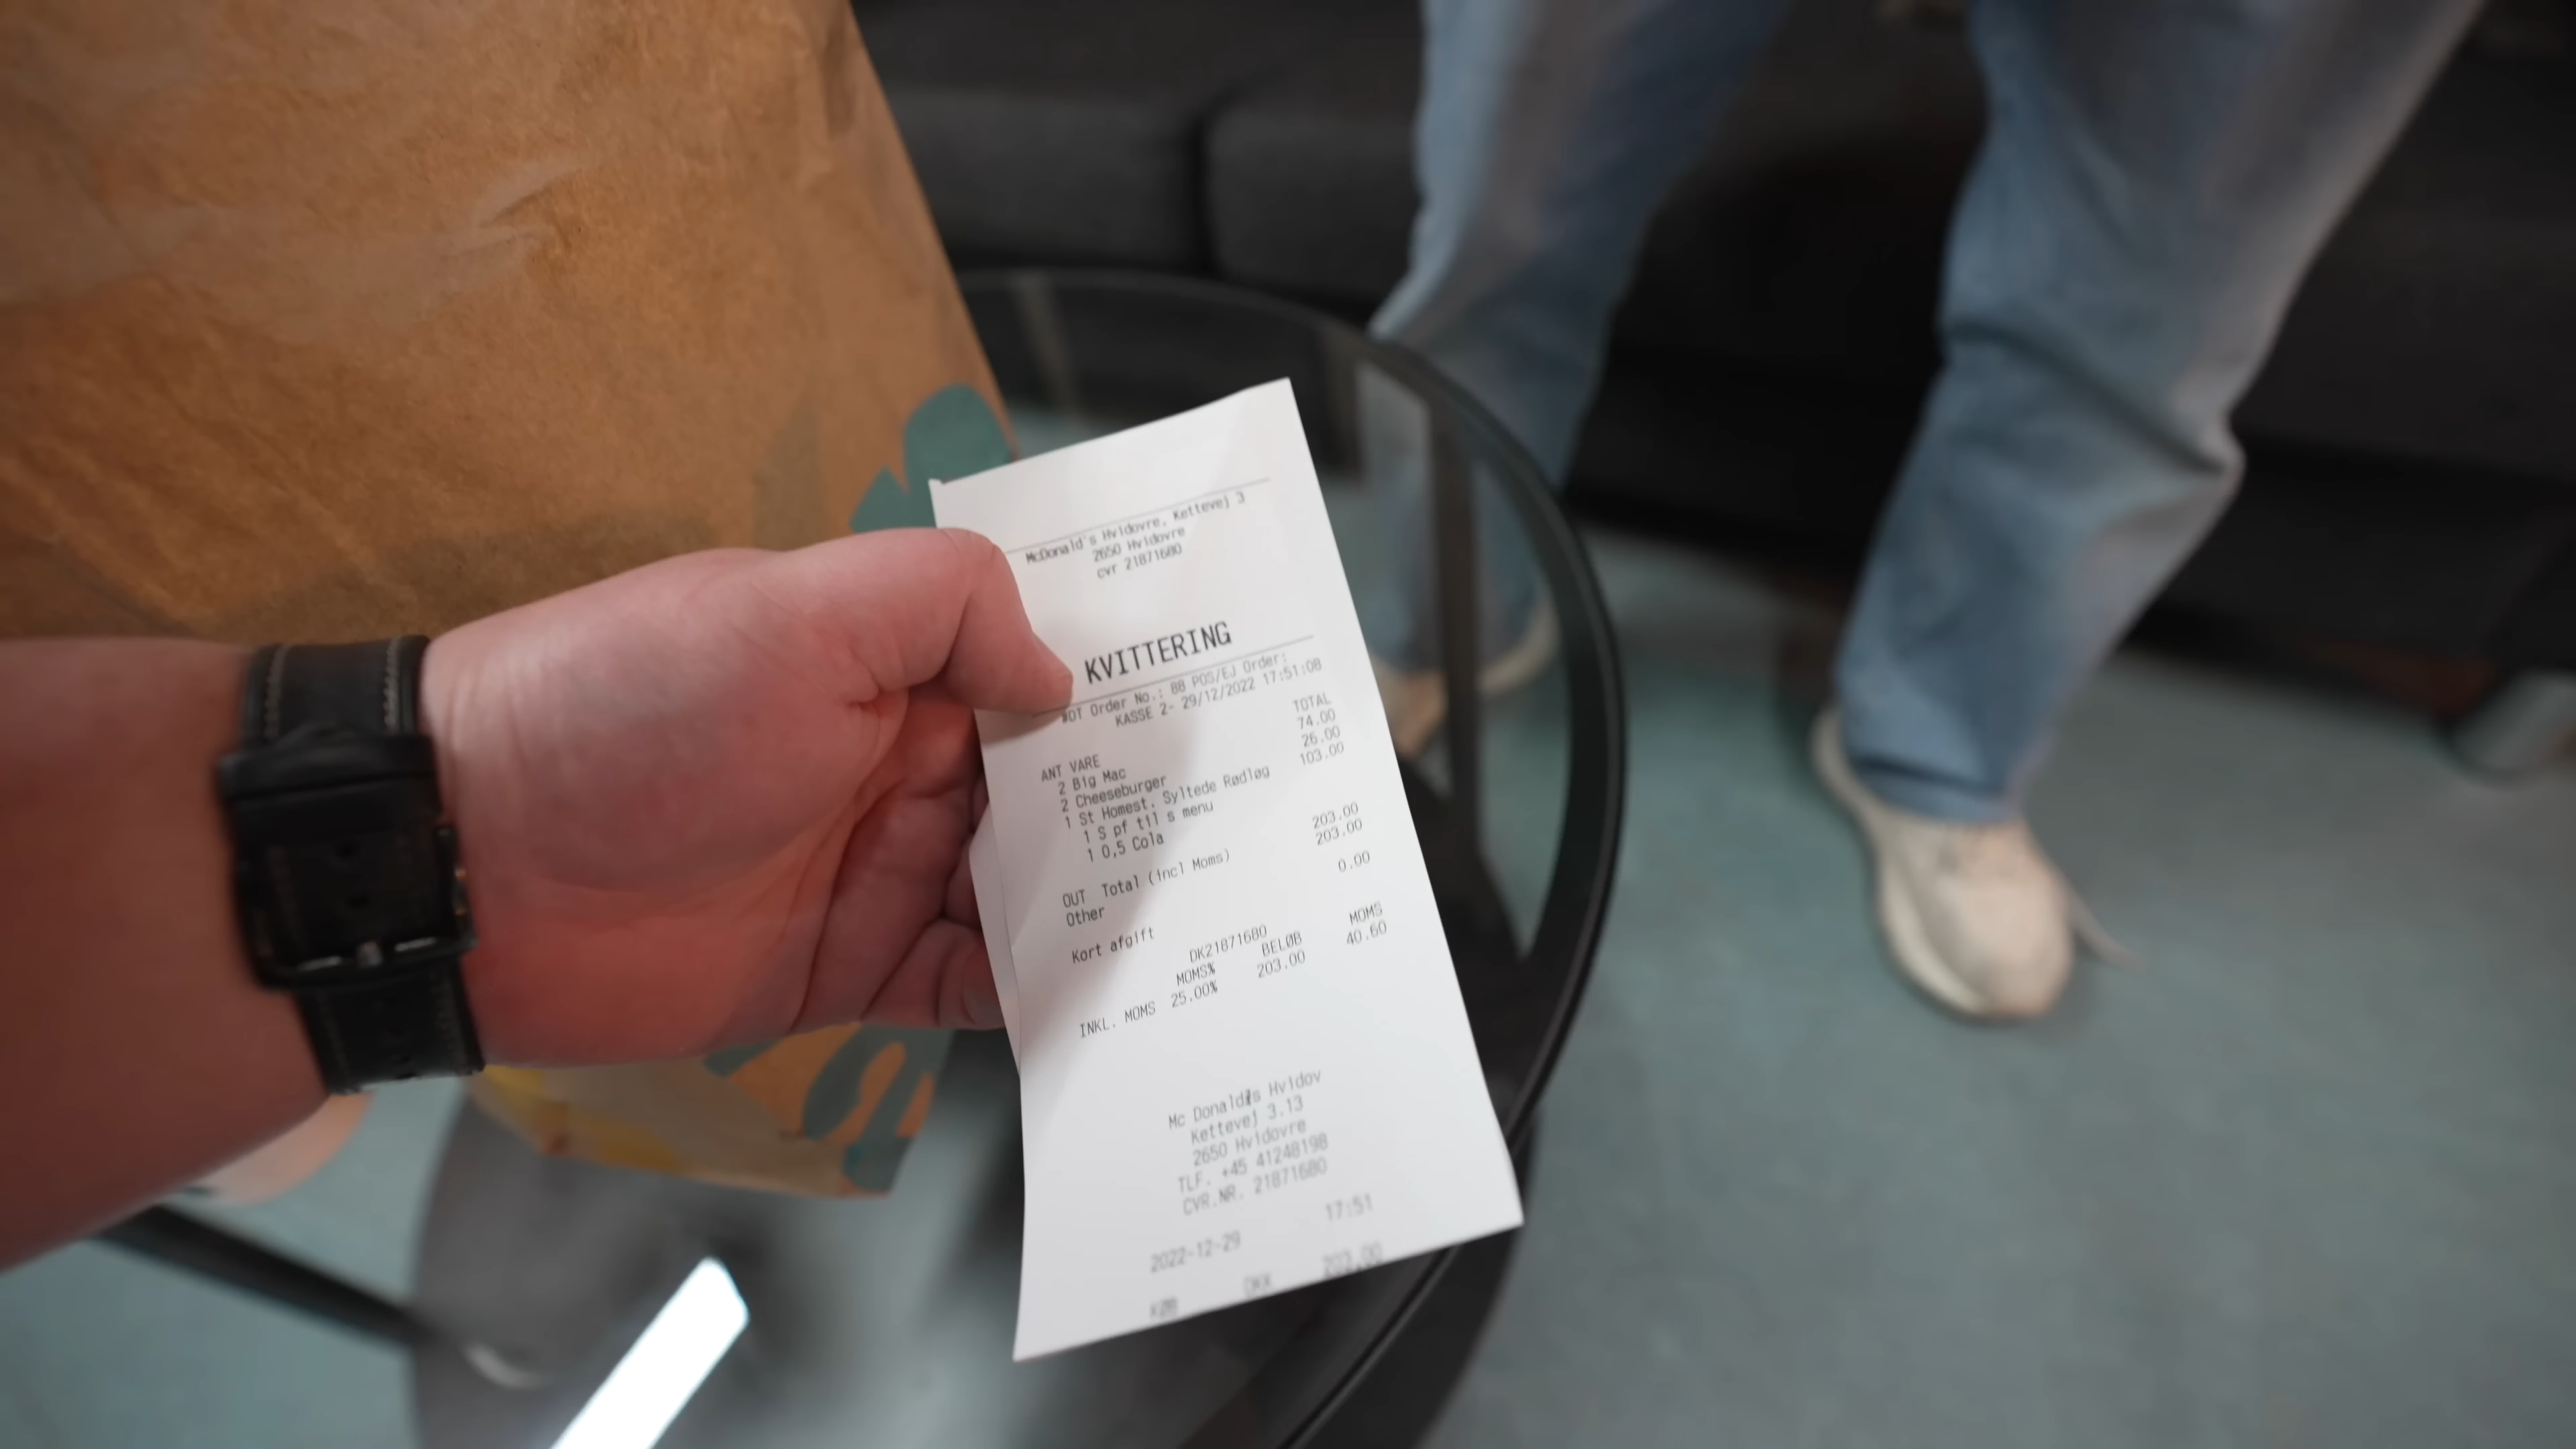 McDonald's Hvidovre, Kettevej 3
2650 Hvidovre
cvr 21871680
KVITTERING
#OT Order No.: 88 POS/EJ Order:
KASSE 2- 29/12/2022 17:51:08
ANT VARE TOTAL
2 Big Mac 74.00
2 Cheeseburger 26.00
1 St Homest. Syltede Rødløg 103.00
1 S pf til s menu
1 0,5 Cola
OUT Total (incl Moms) 203.00
Other 203.00
Kort afgift 0.00
DK21871680
MOMS% BELØB MOMS
INKL. MOMS 25.00% 203.00 40.60
Mc Donalds Hvidov
Kettevej 3.13
2650 Hvidovre
TLF. +45 41248198
CVR.NR. 21871680
2022-12-29 17:51
KØB DKK 203.00